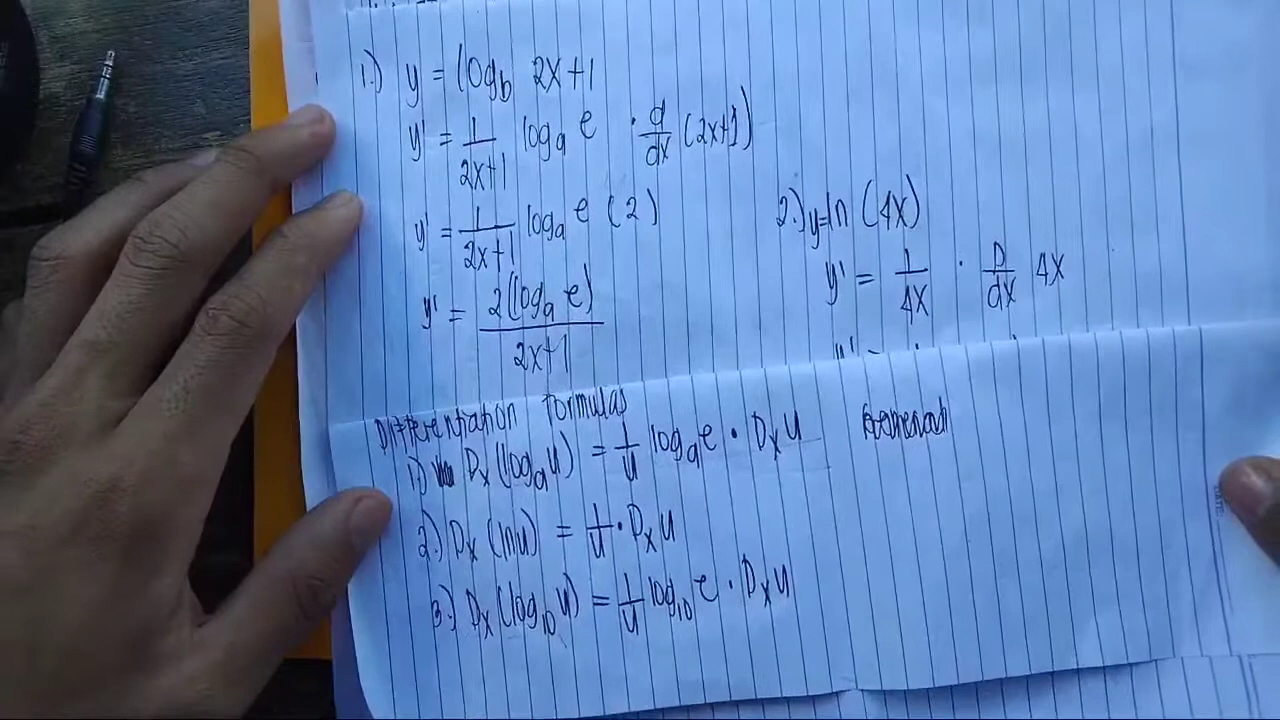 1.) y = log_b 2x+1
y' = 1/(2x+1) log_a e · d/dx (2x+1)
y' = 1/(2x+1) log_a e (2)
y' = 2(log_a e)/(2x+1)
2.) y=ln (4x)
y' = 1/4x · D/dx 4x
y' =
Differentiation Formulas
1.) D_x (log_a u) = 1/u log_a e · D_x u
2.) D_x (ln u) = 1/u · D_x u
3.) D_x (log_10 u) = 1/u log_10 e · D_x u